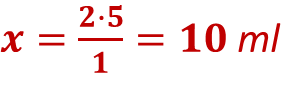 x = 2·5/1 = 10 ml